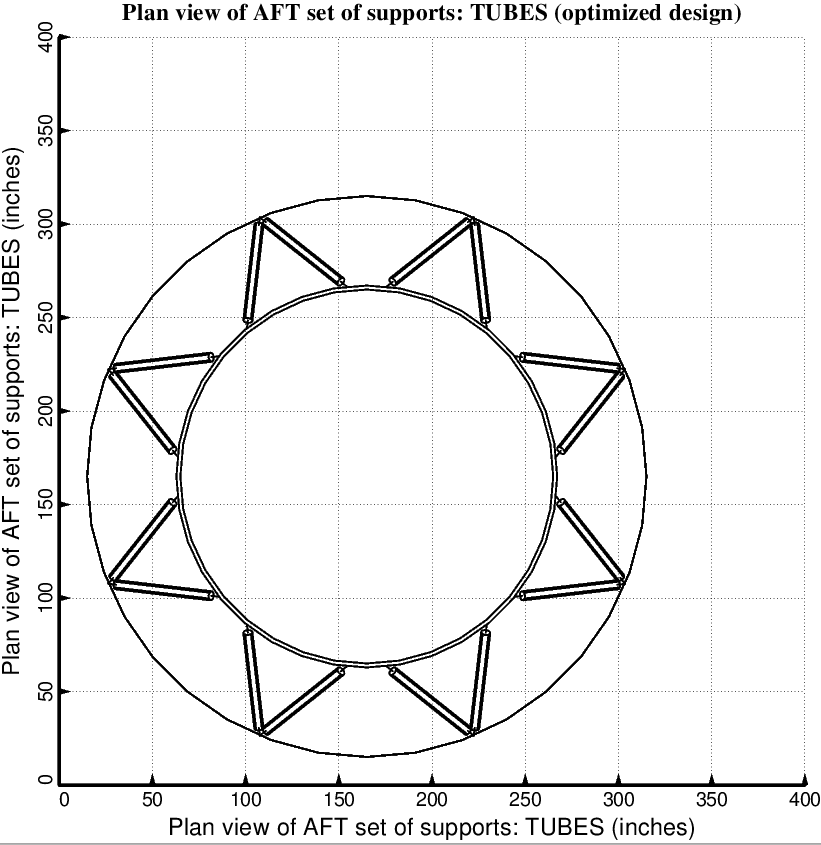 Plan view of AFT set of supports: TUBES (optimized design)
400
350
300
250
200
150
100
50
0
Plan view of AFT set of supports: TUBES (inches)
0 50 100 150 200 250 300 350 400
Plan view of AFT set of supports: TUBES (inches)